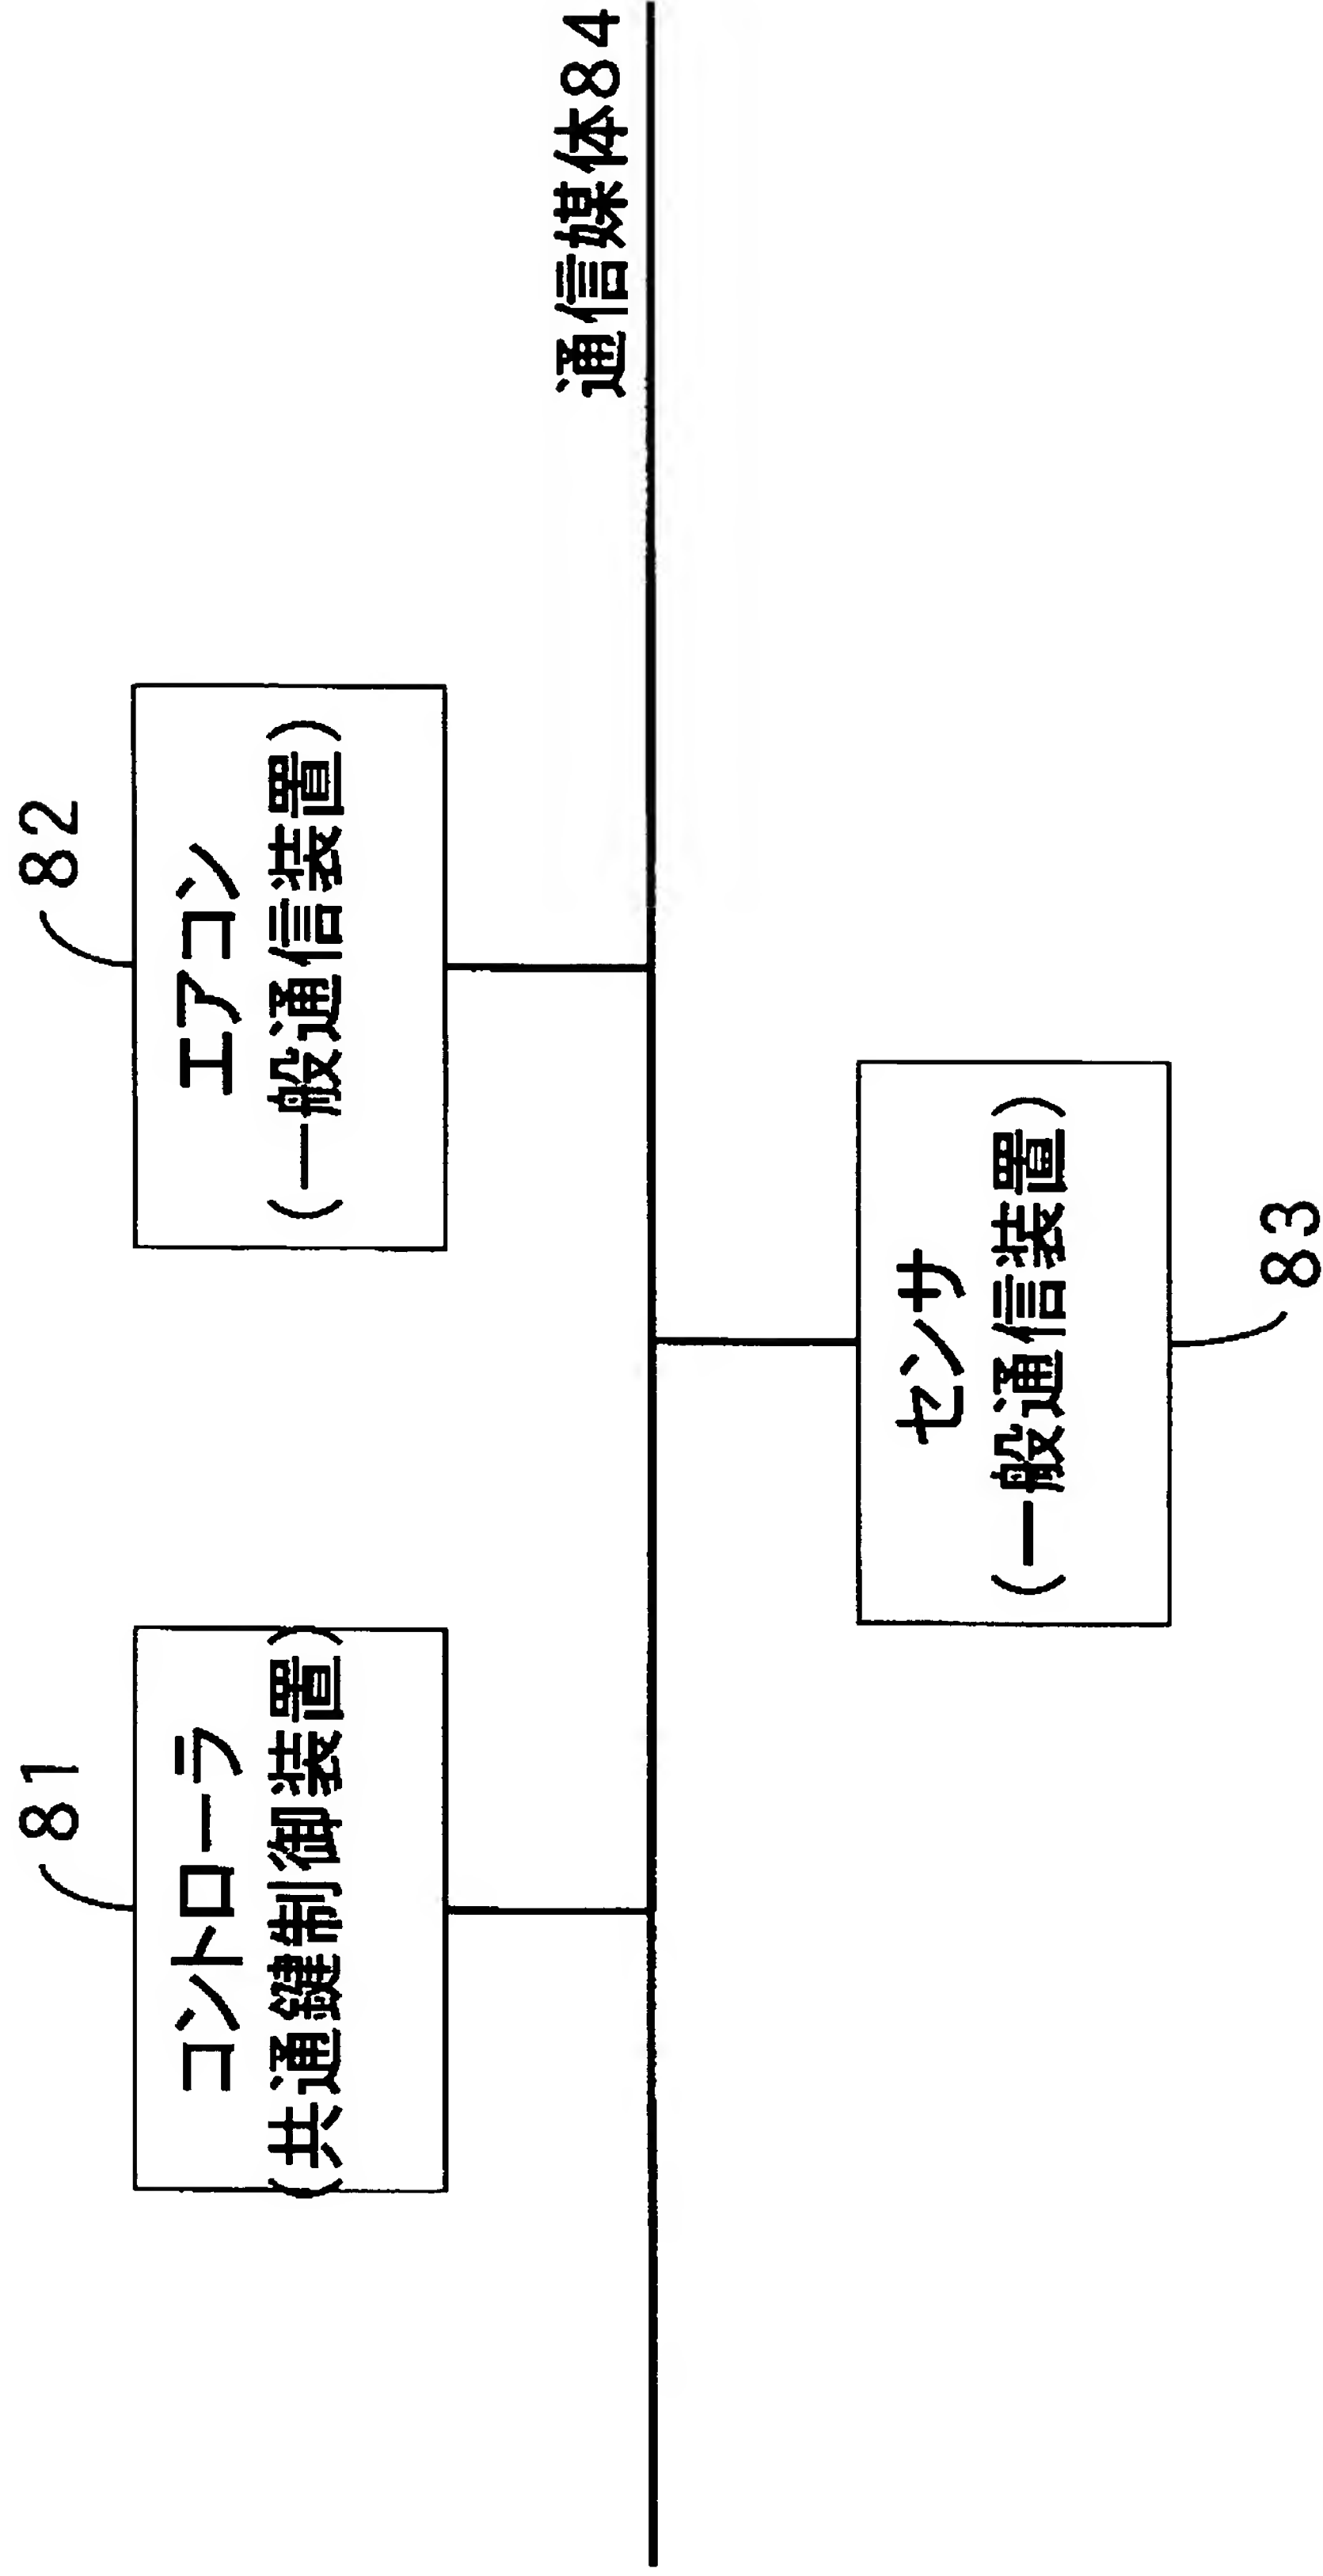 81
コントローラ
(共通鍵制御装置)
82
エアコン
(一般通信装置)
通信媒体84
センサ
(一般通信装置)
83